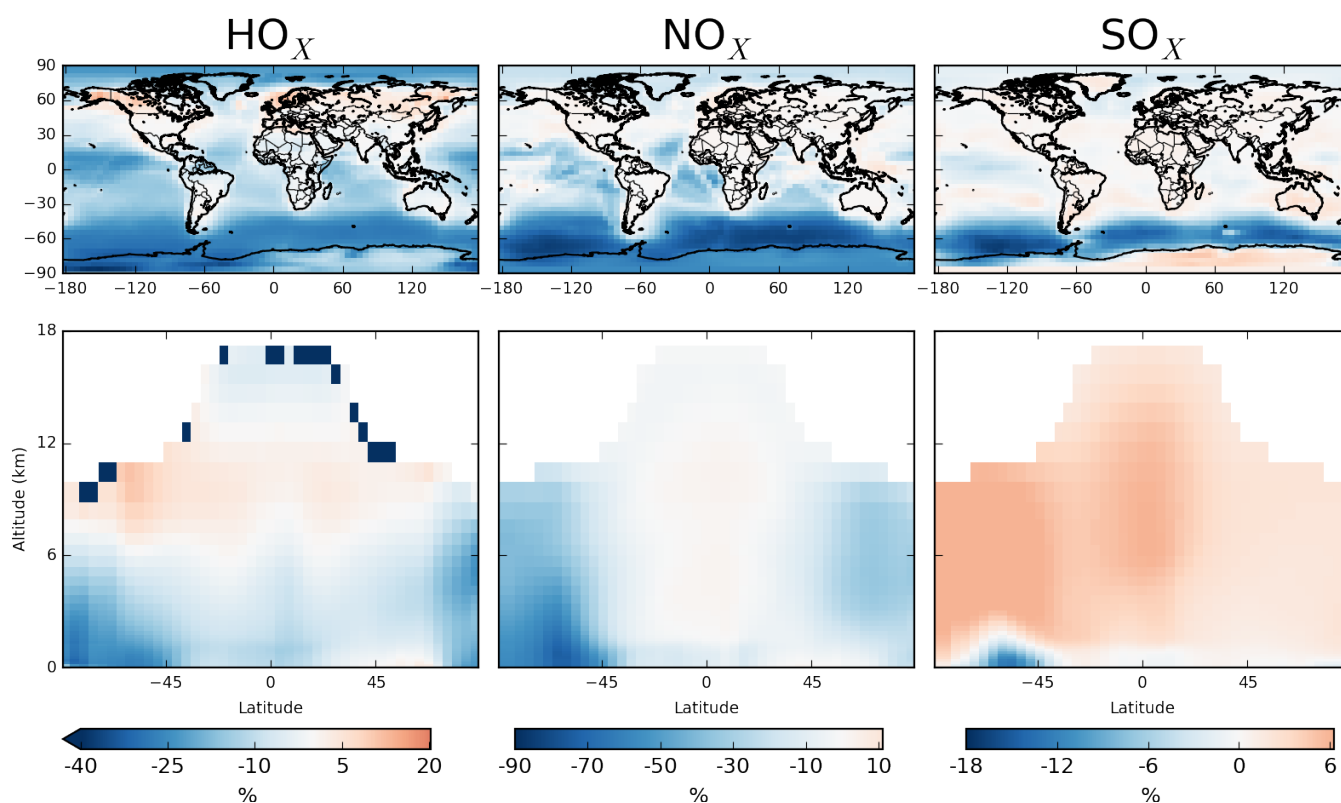 HOX NOX SOX
90
60
30
0
−30
−60
−90
−180 −120 −60 0 60 120 −180 −120 −60 0 60 120 −180 −120 −60 0 60 120
18
12
6
0
Altitude (km)
−45 0 45 −45 0 45 −45 0 45
Latitude Latitude Latitude
-40 -25 -10 5 20 -90 -70 -50 -30 -10 10 -18 -12 -6 0 6
% % %